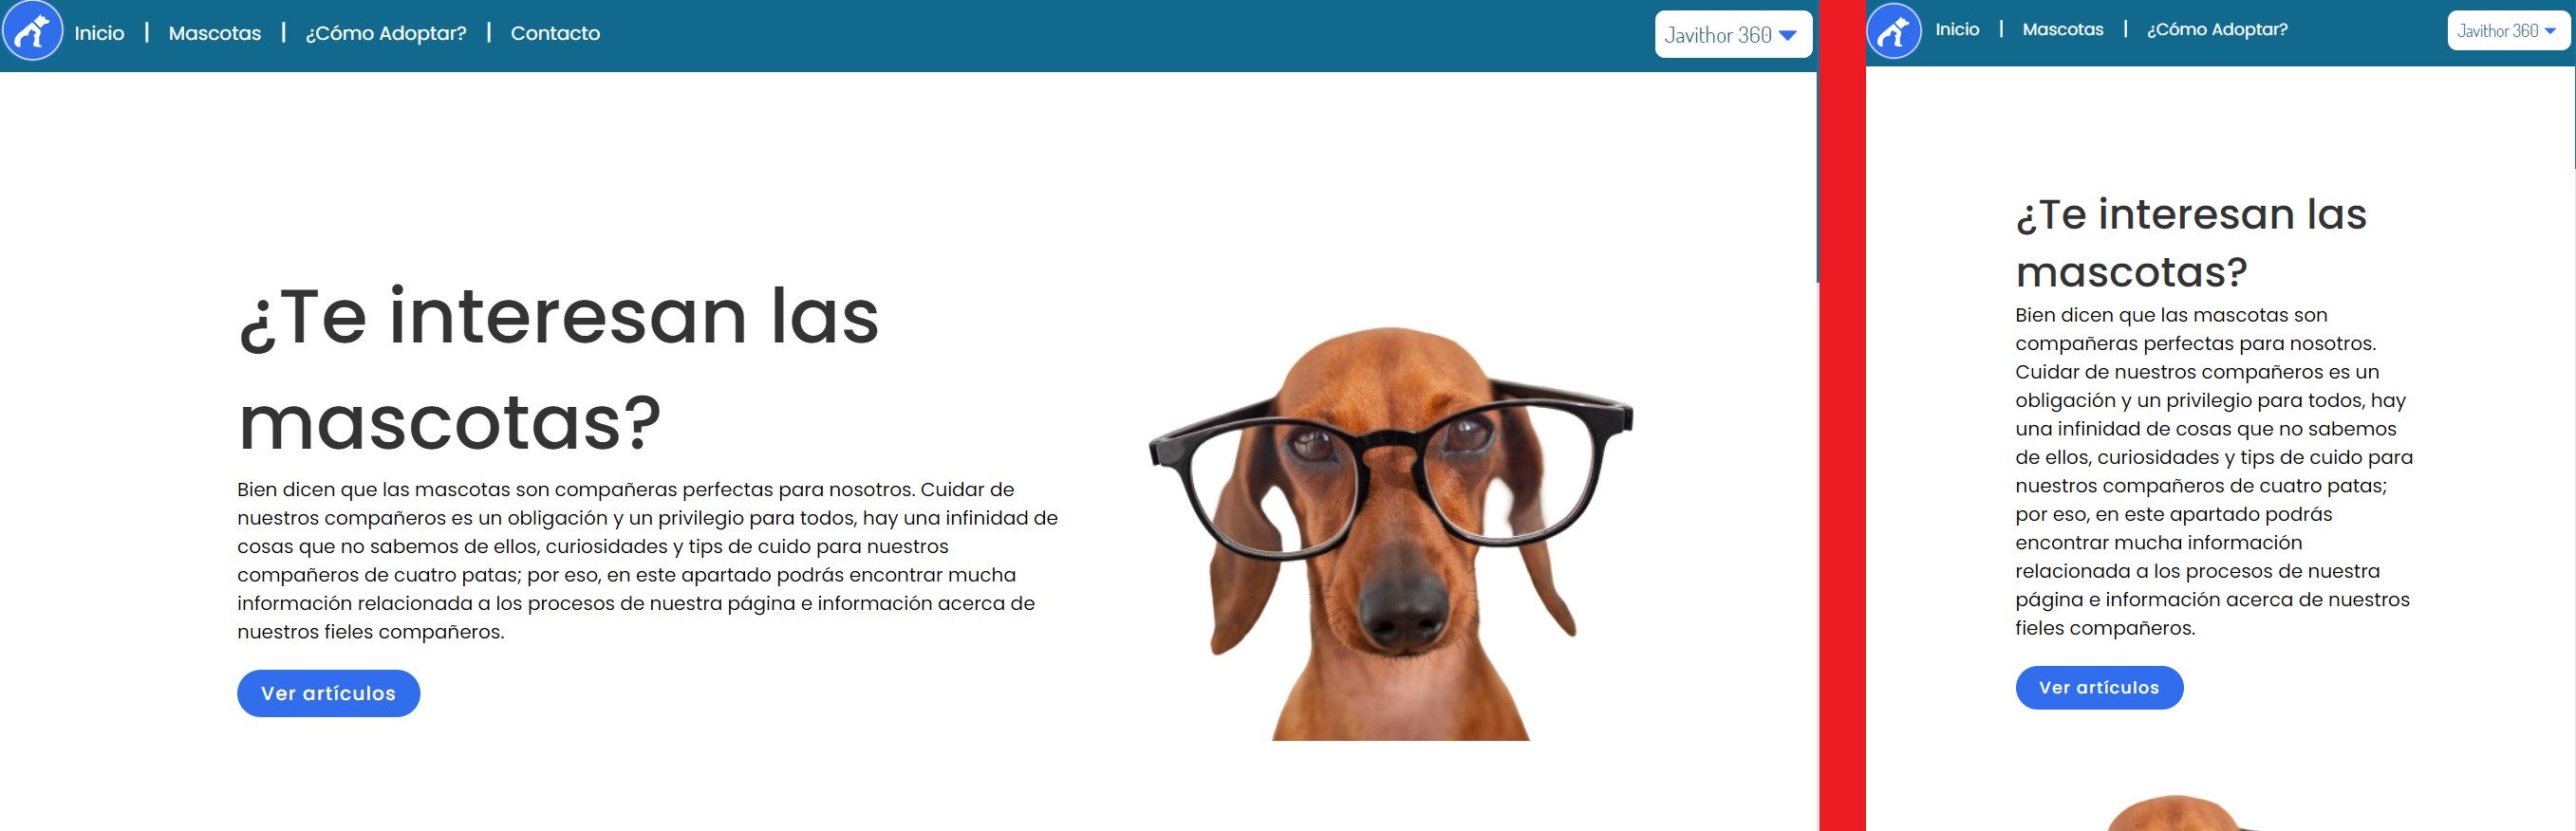 Inicio | Mascotas | ¿Cómo Adoptar? | Contacto
Javithor 360
¿Te interesan las
mascotas?
Bien dicen que las mascotas son compañeras perfectas para nosotros. Cuidar de
nuestros compañeros es un obligación y un privilegio para todos, hay una infinidad de
cosas que no sabemos de ellos, curiosidades y tips de cuido para nuestros
compañeros de cuatro patas; por eso, en este apartado podrás encontrar mucha
información relacionada a los procesos de nuestra página e información acerca de
nuestros fieles compañeros.
Ver artículos
Inicio | Mascotas | ¿Cómo Adoptar?
Javithor 360
¿Te interesan las
mascotas?
Bien dicen que las mascotas son
compañeras perfectas para nosotros.
Cuidar de nuestros compañeros es un
obligación y un privilegio para todos, hay
una infinidad de cosas que no sabemos
de ellos, curiosidades y tips de cuido para
nuestros compañeros de cuatro patas;
por eso, en este apartado podrás
encontrar mucha información
relacionada a los procesos de nuestra
página e información acerca de nuestros
fieles compañeros.
Ver artículos